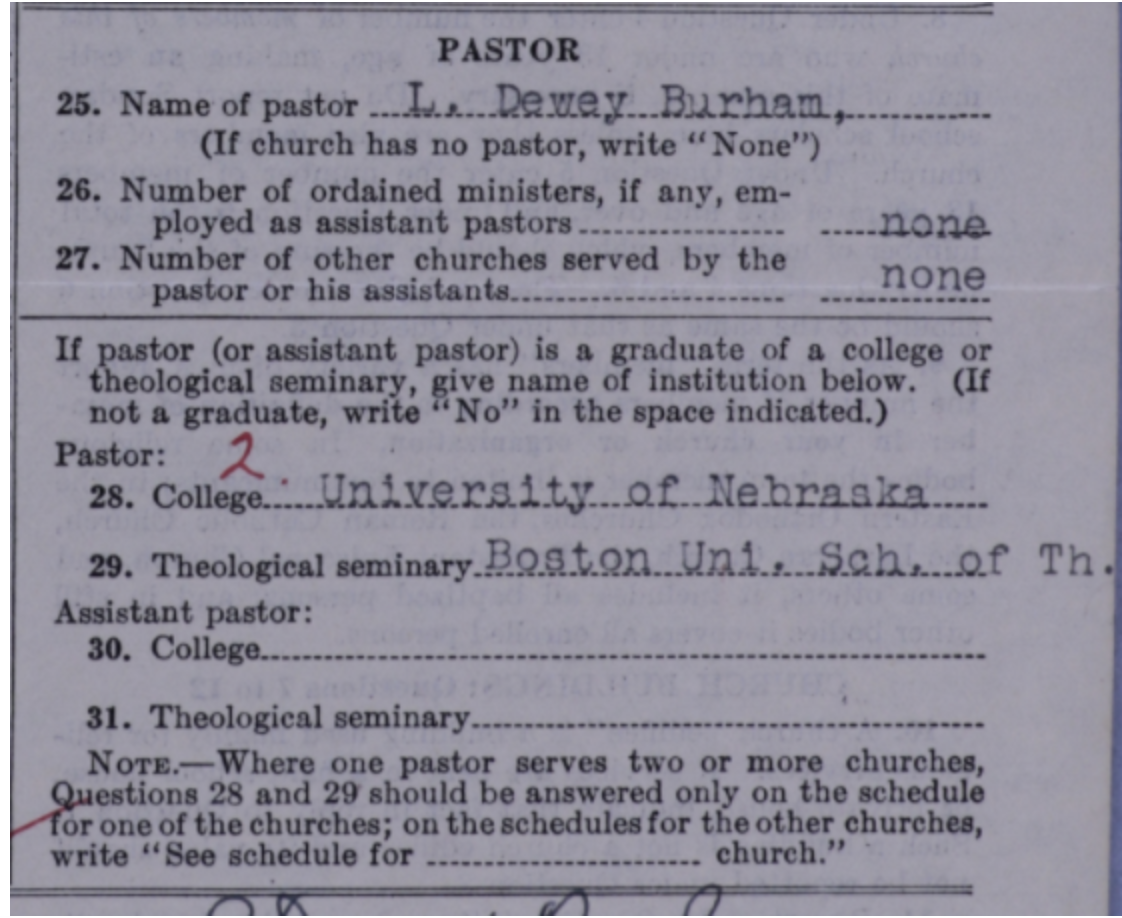 PASTOR
25. Name of pastor L. Dewey Burham,
(If church has no pastor, write "None")
26. Number of ordained ministers, if any, em-
ployed as assistant pastors none
27. Number of other churches served by the
pastor or his assistants none
If pastor (or assistant pastor) is a graduate of a college or
theological seminary, give name of institution below. (If
not a graduate, write "No" in the space indicated.)
Pastor: 2
28. College University of Nebraska
29. Theological seminary Boston Uni. Sch. of Th.
Assistant pastor:
30. College
31. Theological seminary
NOTE.—Where one pastor serves two or more churches,
Questions 28 and 29 should be answered only on the schedule
for one of the churches; on the schedules for the other churches,
write "See schedule for church."